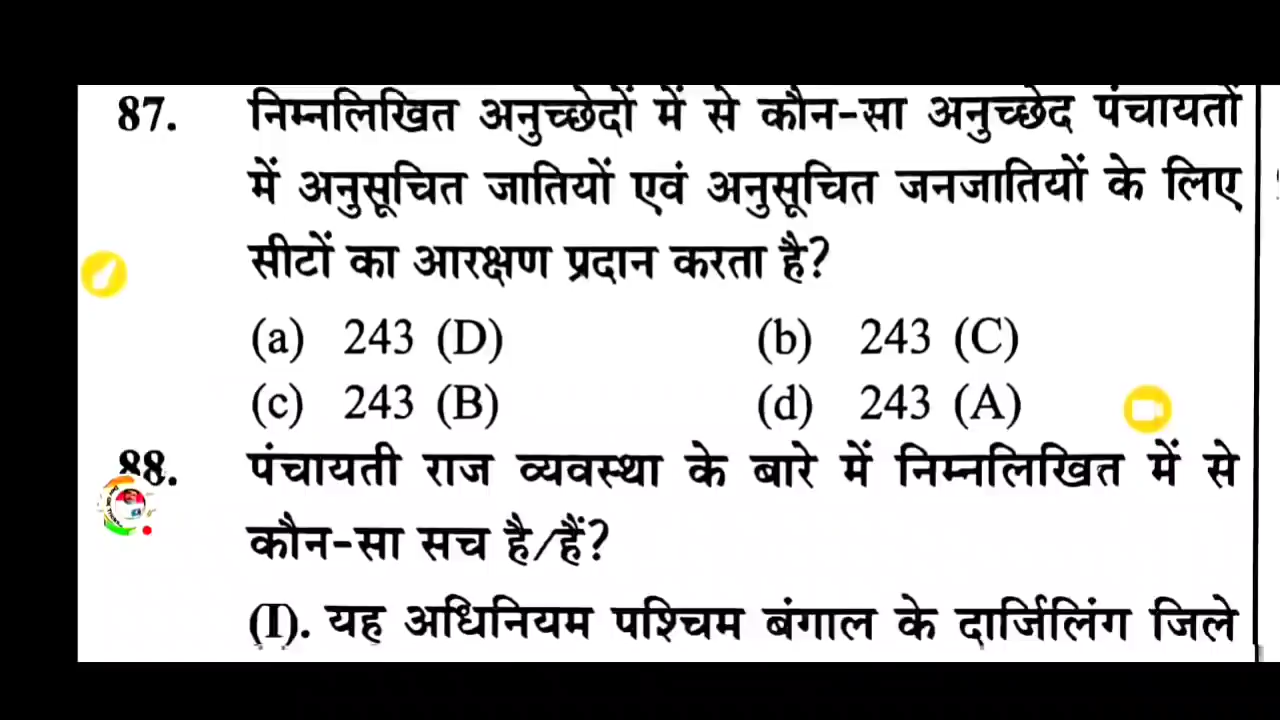 87. निम्नलिखित अनुच्छेदों में से कौन-सा अनुच्छेद पंचायतों
में अनुसूचित जातियों एवं अनुसूचित जनजातियों के लिए
सीटों का आरक्षण प्रदान करता है?
(a) 243 (D) (b) 243 (C)
(c) 243 (B) (d) 243 (A)
88. पंचायती राज व्यवस्था के बारे में निम्नलिखित में से
कौन-सा सच है/हैं?
(I). यह अधिनियम पश्चिम बंगाल के दार्जिलिंग जिले